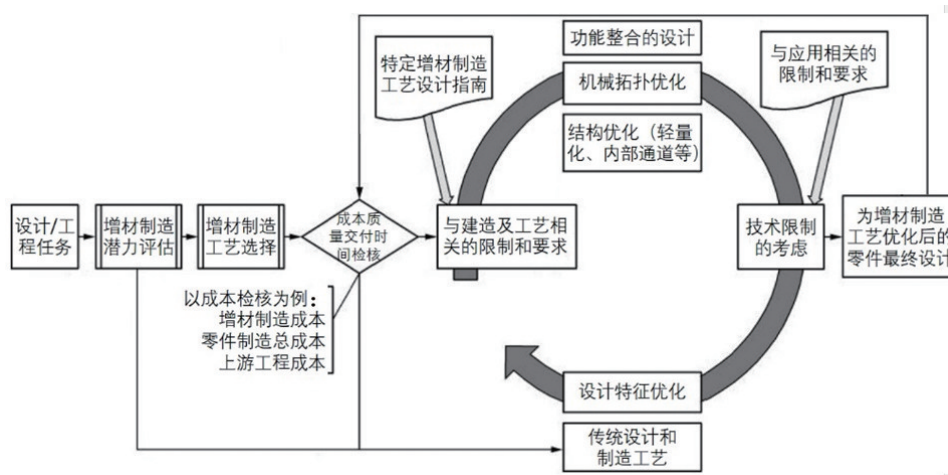 功能整合的设计
特定增材制造
工艺设计指南
机械拓扑优化
与应用相关的
限制和要求
结构优化（轻量
化、内部通道等）
设计/工
程任务
增材制造
潜力评估
增材制造
工艺选择
成本质
量交付时
间检核
与建造及工艺相
关的限制和要求
技术限制
的考虑
为增材制造
工艺优化后的
零件最终设计
以成本检核为例：
增材制造成本
零件制造总成本
上游工程成本
设计特征优化
传统设计和
制造工艺